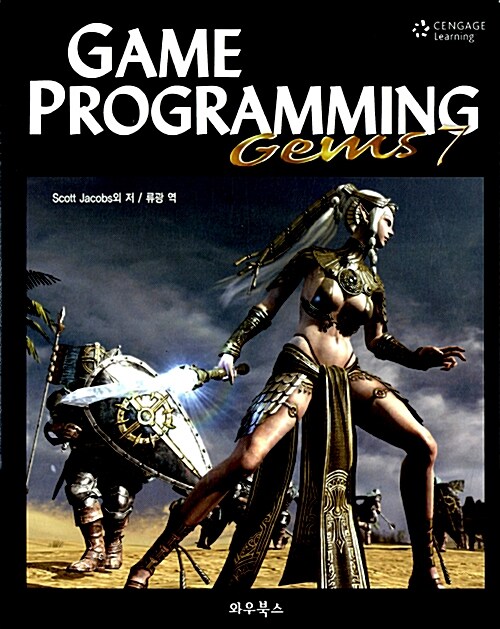 CENGAGE
Learning
GAME
PROGRAMMING
Gems 7
Scott Jacobs외 저 / 류광 역
와우북스